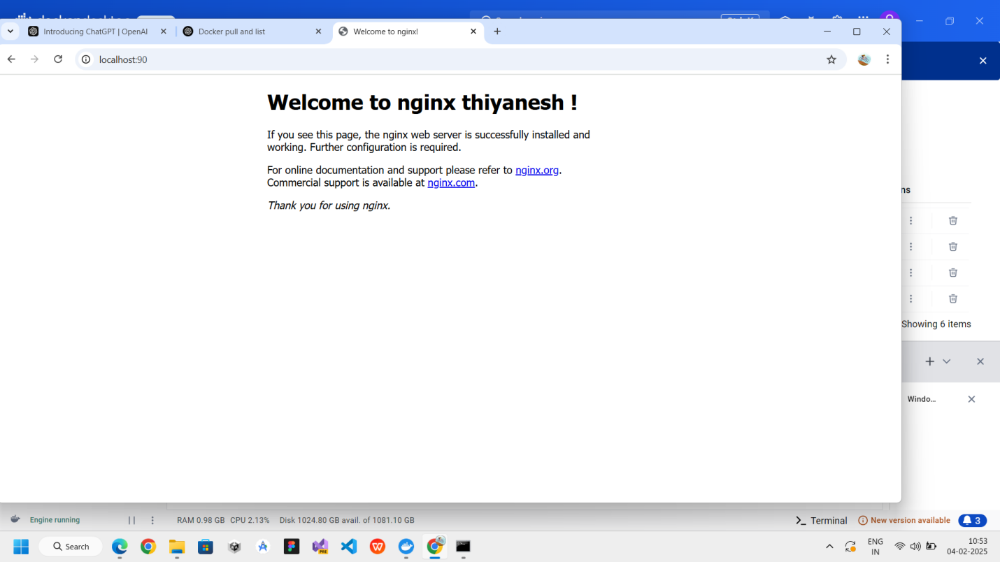 Introducing ChatGPT | OpenAI
Docker pull and list
Welcome to nginx!
localhost:90
Welcome to nginx thiyanesh !
If you see this page, the nginx web server is successfully installed and
working. Further configuration is required.
For online documentation and support please refer to nginx.org.
Commercial support is available at nginx.com.
Thank you for using nginx.
ns
Showing 6 items
Windo...
Engine running
RAM 0.98 GB CPU 2.13% Disk 1024.80 GB avail. of 1081.10 GB
Terminal
New version available
3
Search
PRE
ENG
IN
10:53
04-02-2025